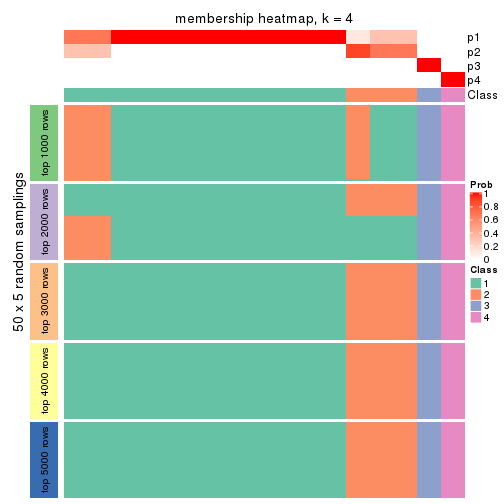 membership heatmap, k = 4
p1
p2
p3
p4
Class
50 x 5 random samplings
top 1000 rows
top 2000 rows
top 3000 rows
top 4000 rows
top 5000 rows
Prob
1
0.8
0.6
0.4
0.2
0
Class
1
2
3
4